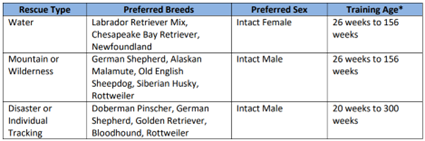 Rescue Type Preferred Breeds Preferred Sex Training Age*
Water Labrador Retriever Mix, Intact Female 26 weeks to 156
Chesapeake Bay Retriever, weeks
Newfoundland
Mountain or German Shepherd, Alaskan Intact Male 26 weeks to 156
Wilderness Malamute, Old English weeks
Sheepdog, Siberian Husky,
Rottweiler
Disaster or Doberman Pinscher, German Intact Male 20 weeks to 300
Individual Shepherd, Golden Retriever, weeks
Tracking Bloodhound, Rottweiler